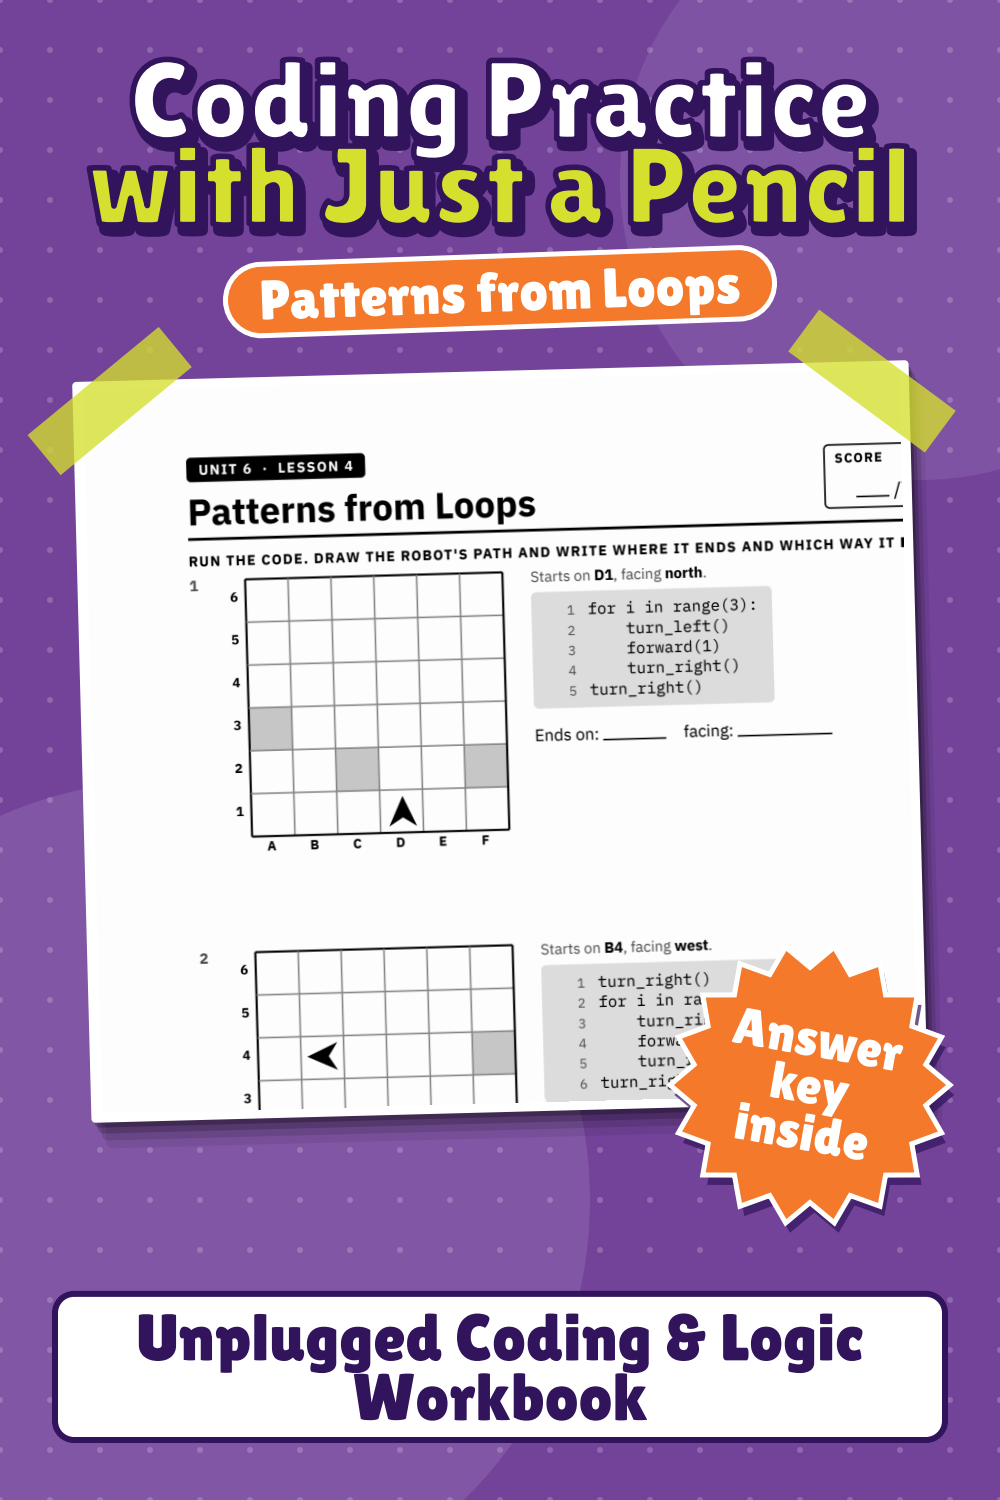 Coding Practice
with Just a Pencil
Patterns from Loops
UNIT 6 · LESSON 4
SCORE
/
Patterns from Loops
RUN THE CODE. DRAW THE ROBOT'S PATH AND WRITE WHERE IT ENDS AND WHICH WAY IT
1
6
5
4
3
2
1
A B C D E F
Starts on D1, facing north.
1 for i in range(3):
2     turn_left()
3     forward(1)
4     turn_right()
5 turn_right()
Ends on: facing:
2
6
5
4
3
Starts on B4, facing west.
1 turn_right()
2 for i in
3
4
5
6
Answer
key
inside
Unplugged Coding & Logic
Workbook